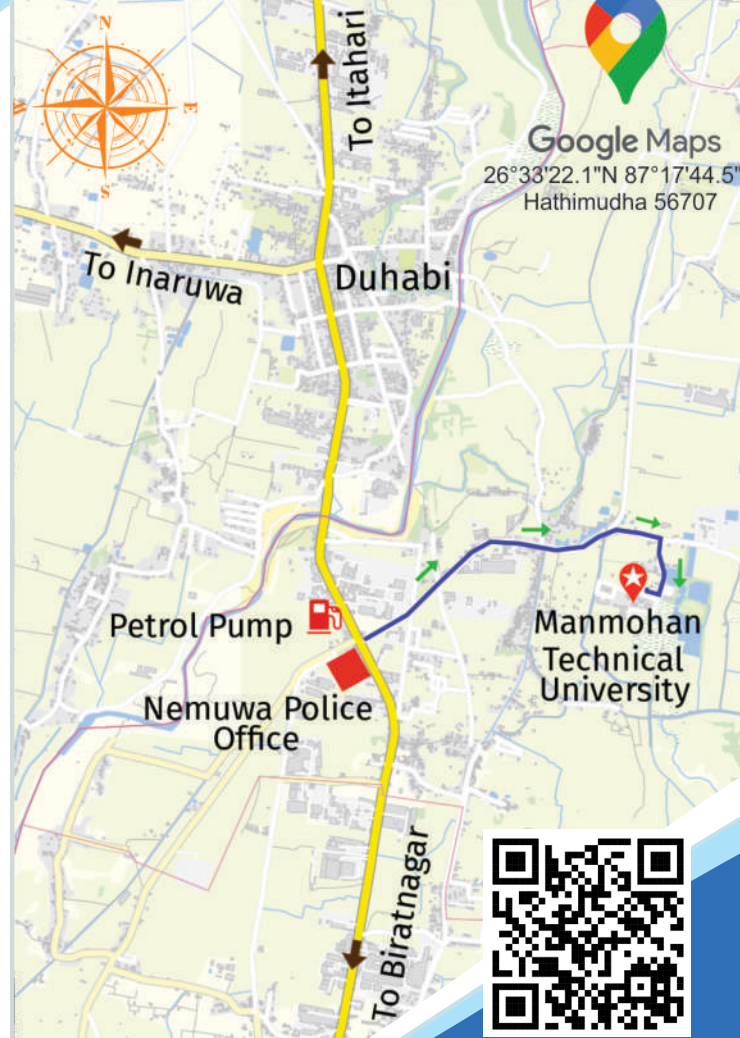 N
W
E
S
To Itahari
Google Maps
26°33'22.1"N 87°17'44.5"
Hathimudha 56707
To Inaruwa
Duhabi
Petrol Pump
Manmohan
Technical
University
Nemuwa Police
Office
To Biratnagar